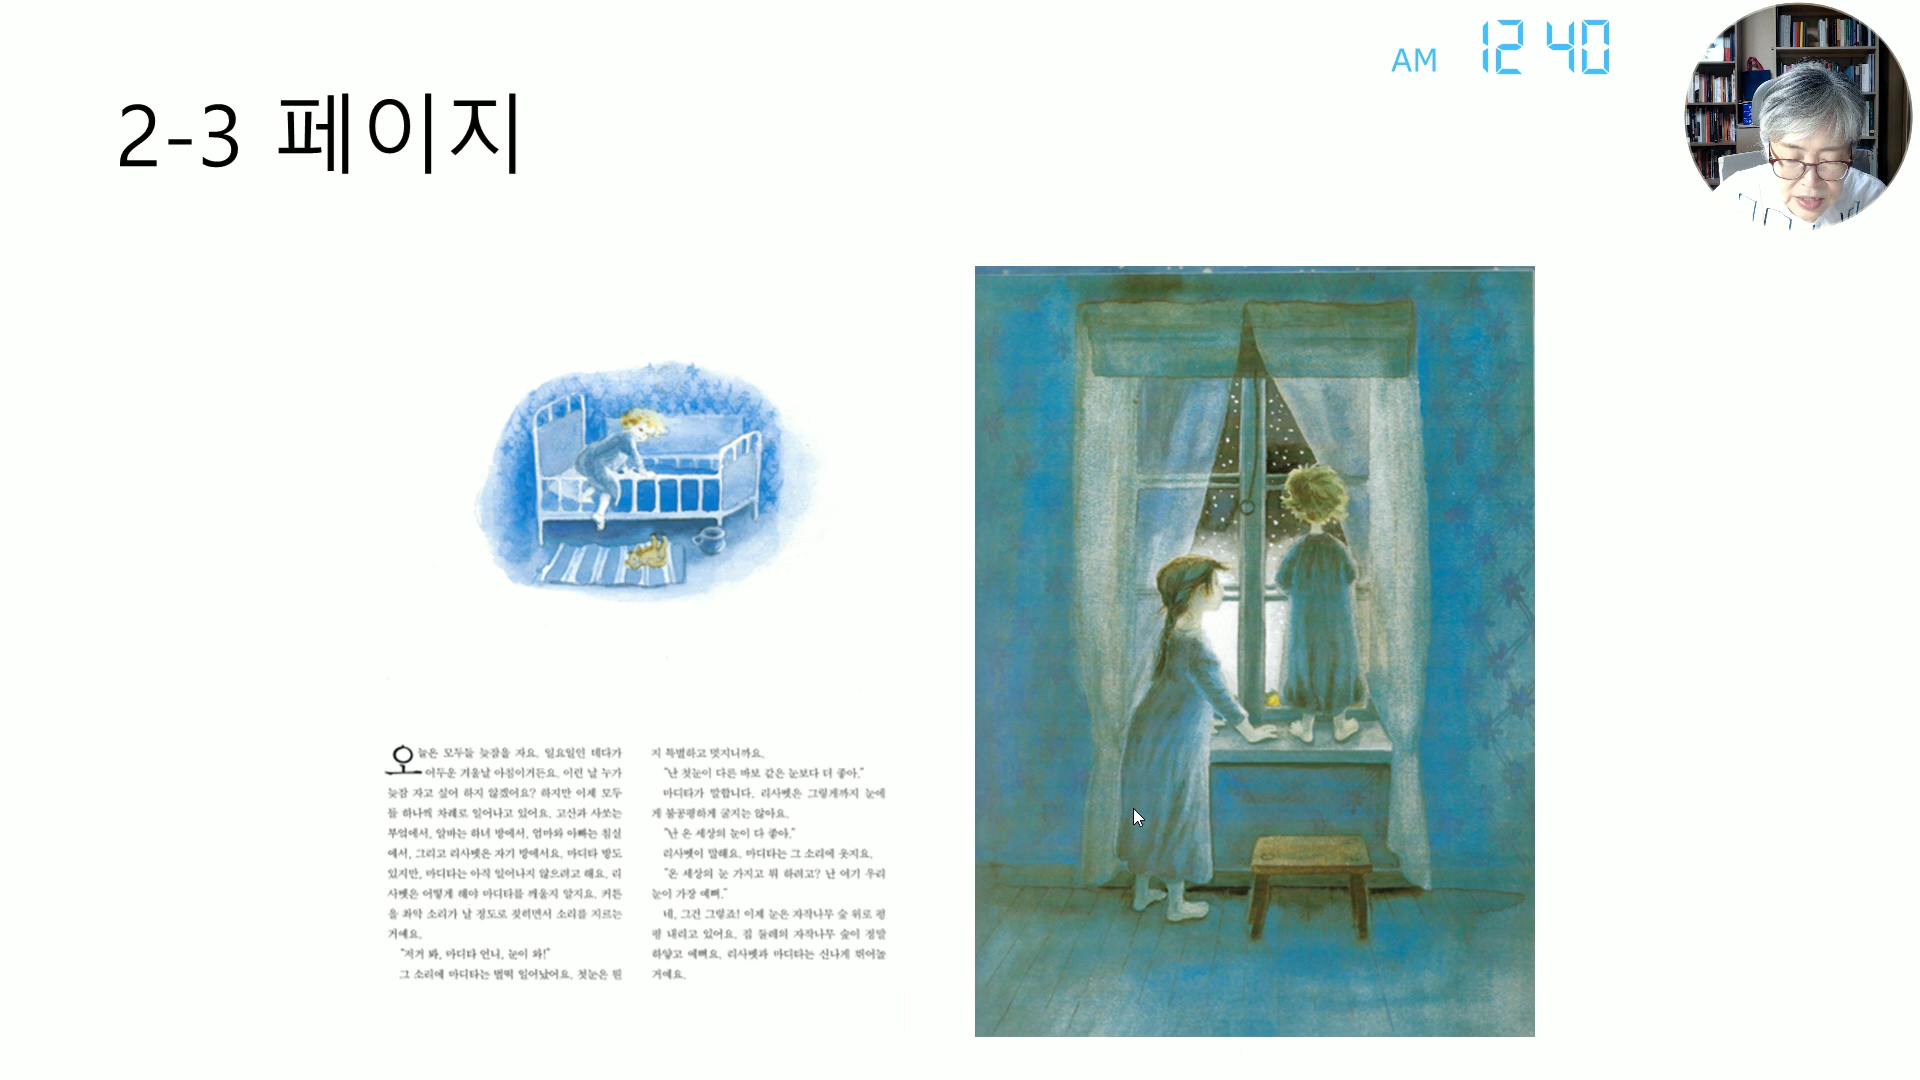 AM 12 40
2-3 페이지
오늘은 모두들 늦잠을 자요. 일요일인 데다가
어두운 겨울날 아침이거든요. 이런 날 누가
늦잠 자고 싶어 하지 않겠어요? 하지만 이제 모두
들 하나씩 차례로 일어나고 있어요. 고산과 사쏘는
부엌에서, 알바는 하녀 방에서, 엄마와 아빠는 침실
에서, 그리고 리사벳은 자기 방에서요. 마디타 방도
있지만, 마디타는 아직 일어나지 않으려고 해요. 리
사벳은 어떻게 해야 마디타를 깨울지 알지요. 커튼
을 좌악 소리가 날 정도로 젖히면서 소리를 지르는
거예요.
"저거 봐, 마디타 언니, 눈이 와!"
그 소리에 마디타는 벌떡 일어났어요. 첫눈은 뭔
지 특별하고 멋지니까요.
"난 첫눈이 다른 바보 같은 눈보다 더 좋아."
마디타가 말합니다. 리사벳은 그렇게까지 눈에
게 불공평하게 굴지는 않아요.
"난 온 세상의 눈이 다 좋아."
리사벳이 말해요. 마디타는 그 소리에 웃지요.
"온 세상의 눈 가지고 뭐 하려고? 난 여기 우리
눈이 가장 예뻐."
네, 그건 그렇죠! 이제 눈은 자작나무 숲 위로 펑
펑 내리고 있어요. 집 둘레의 자작나무 숲이 정말
하얗고 예뻐요. 리사벳과 마디타는 신나게 뛰어놀
거예요.